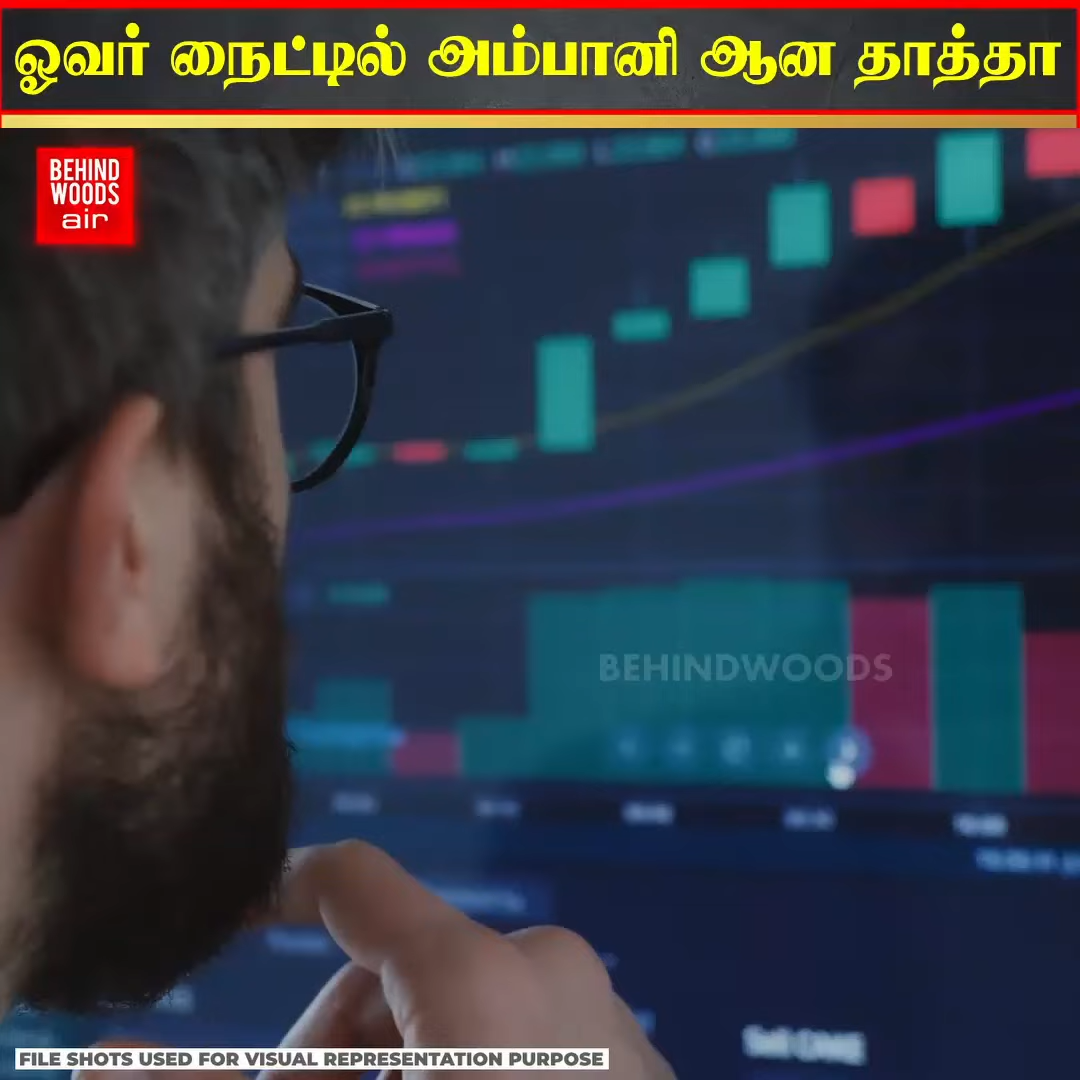 ஓவர் நைட்டில் அம்பானி ஆன தாத்தா
BEHIND
WOODS
air
BEHINDWOODS
FILE SHOTS USED FOR VISUAL REPRESENTATION PURPOSE